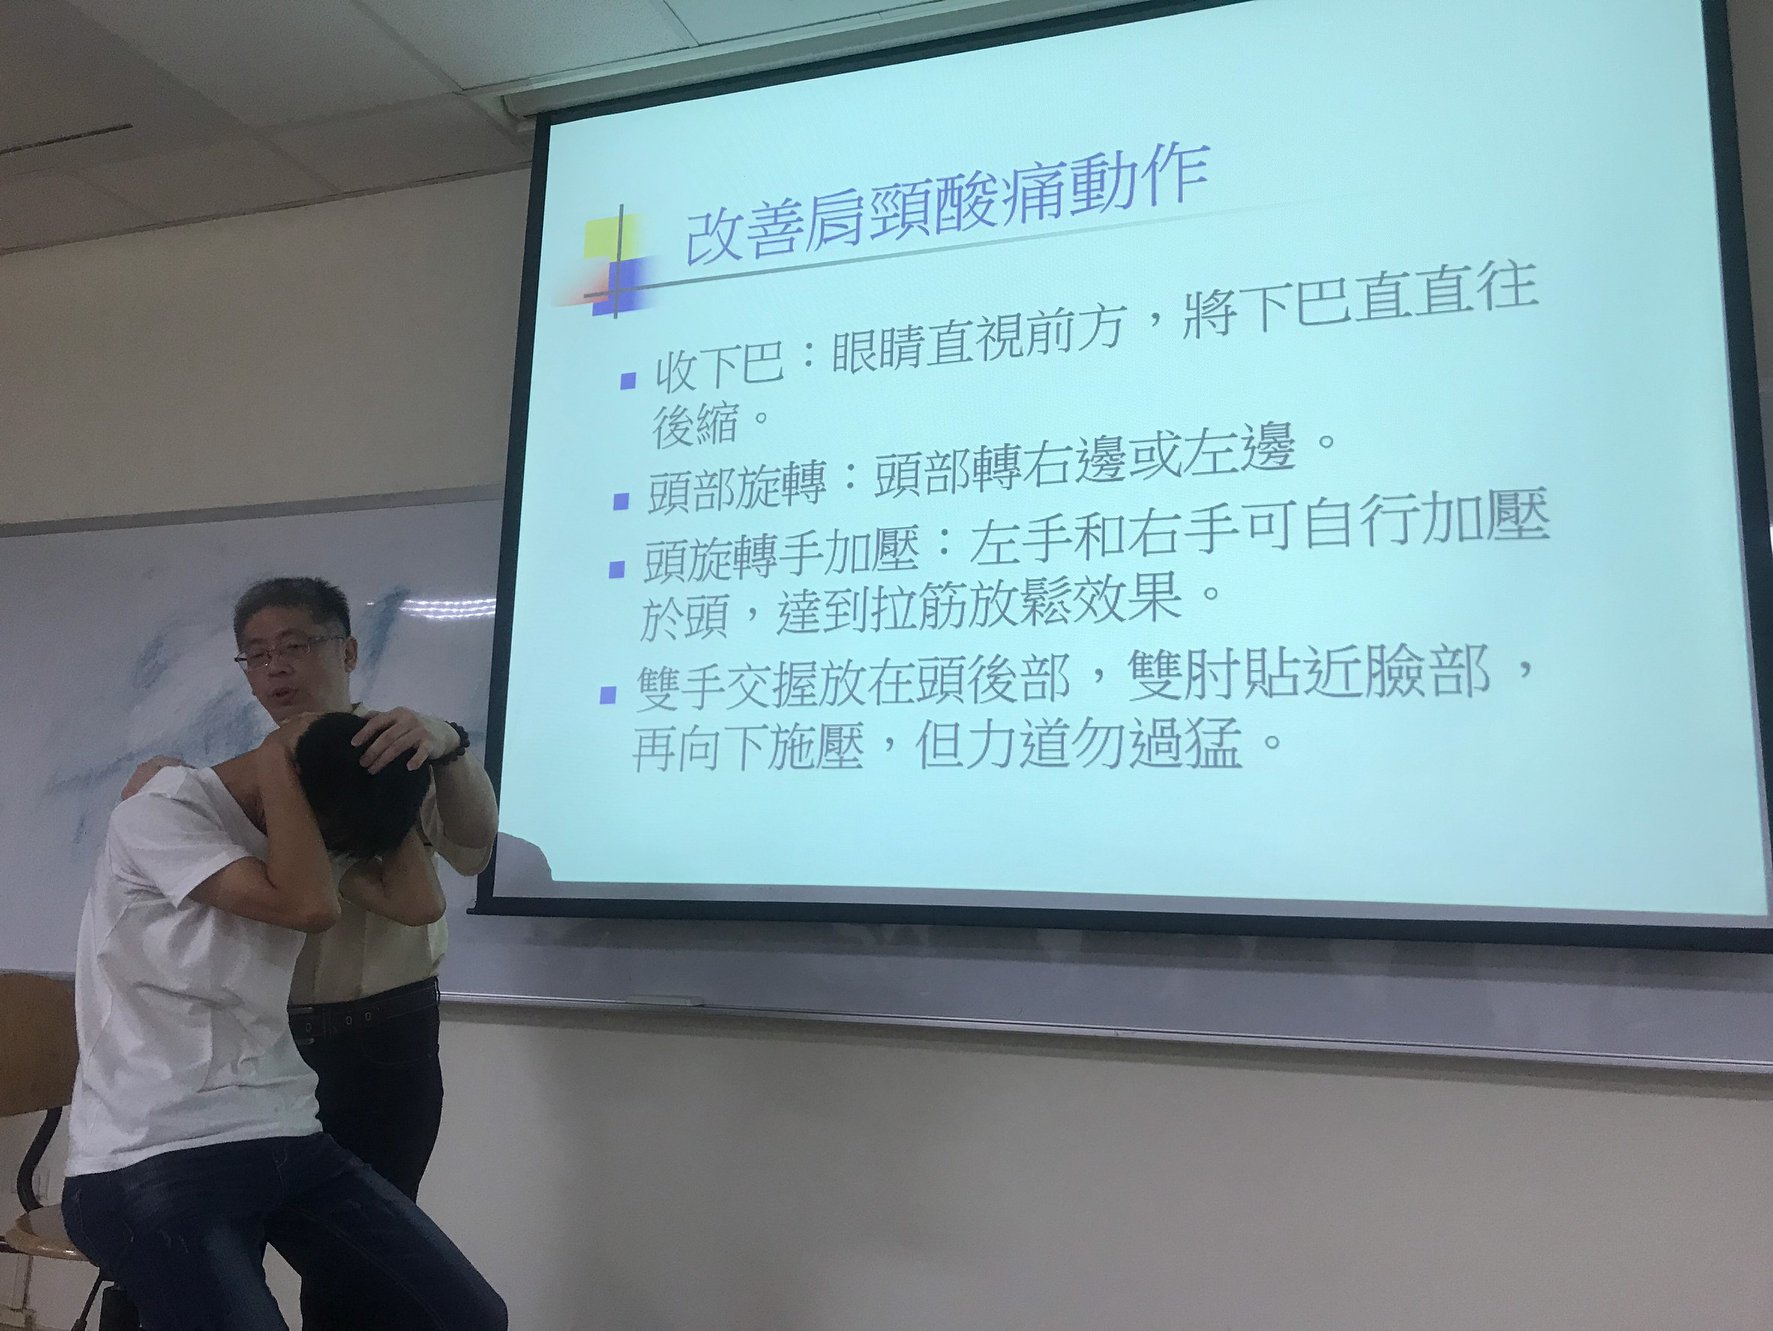 改善肩頸酸痛動作
收下巴：眼睛直視前方，將下巴直直往
後縮。
頭部旋轉：頭部轉右邊或左邊。
頭旋轉手加壓：左手和右手可自行加壓
於頭，達到拉筋放鬆效果。
雙手交握放在頭後部，雙肘貼近臉部，
再向下施壓，但力道勿過猛。